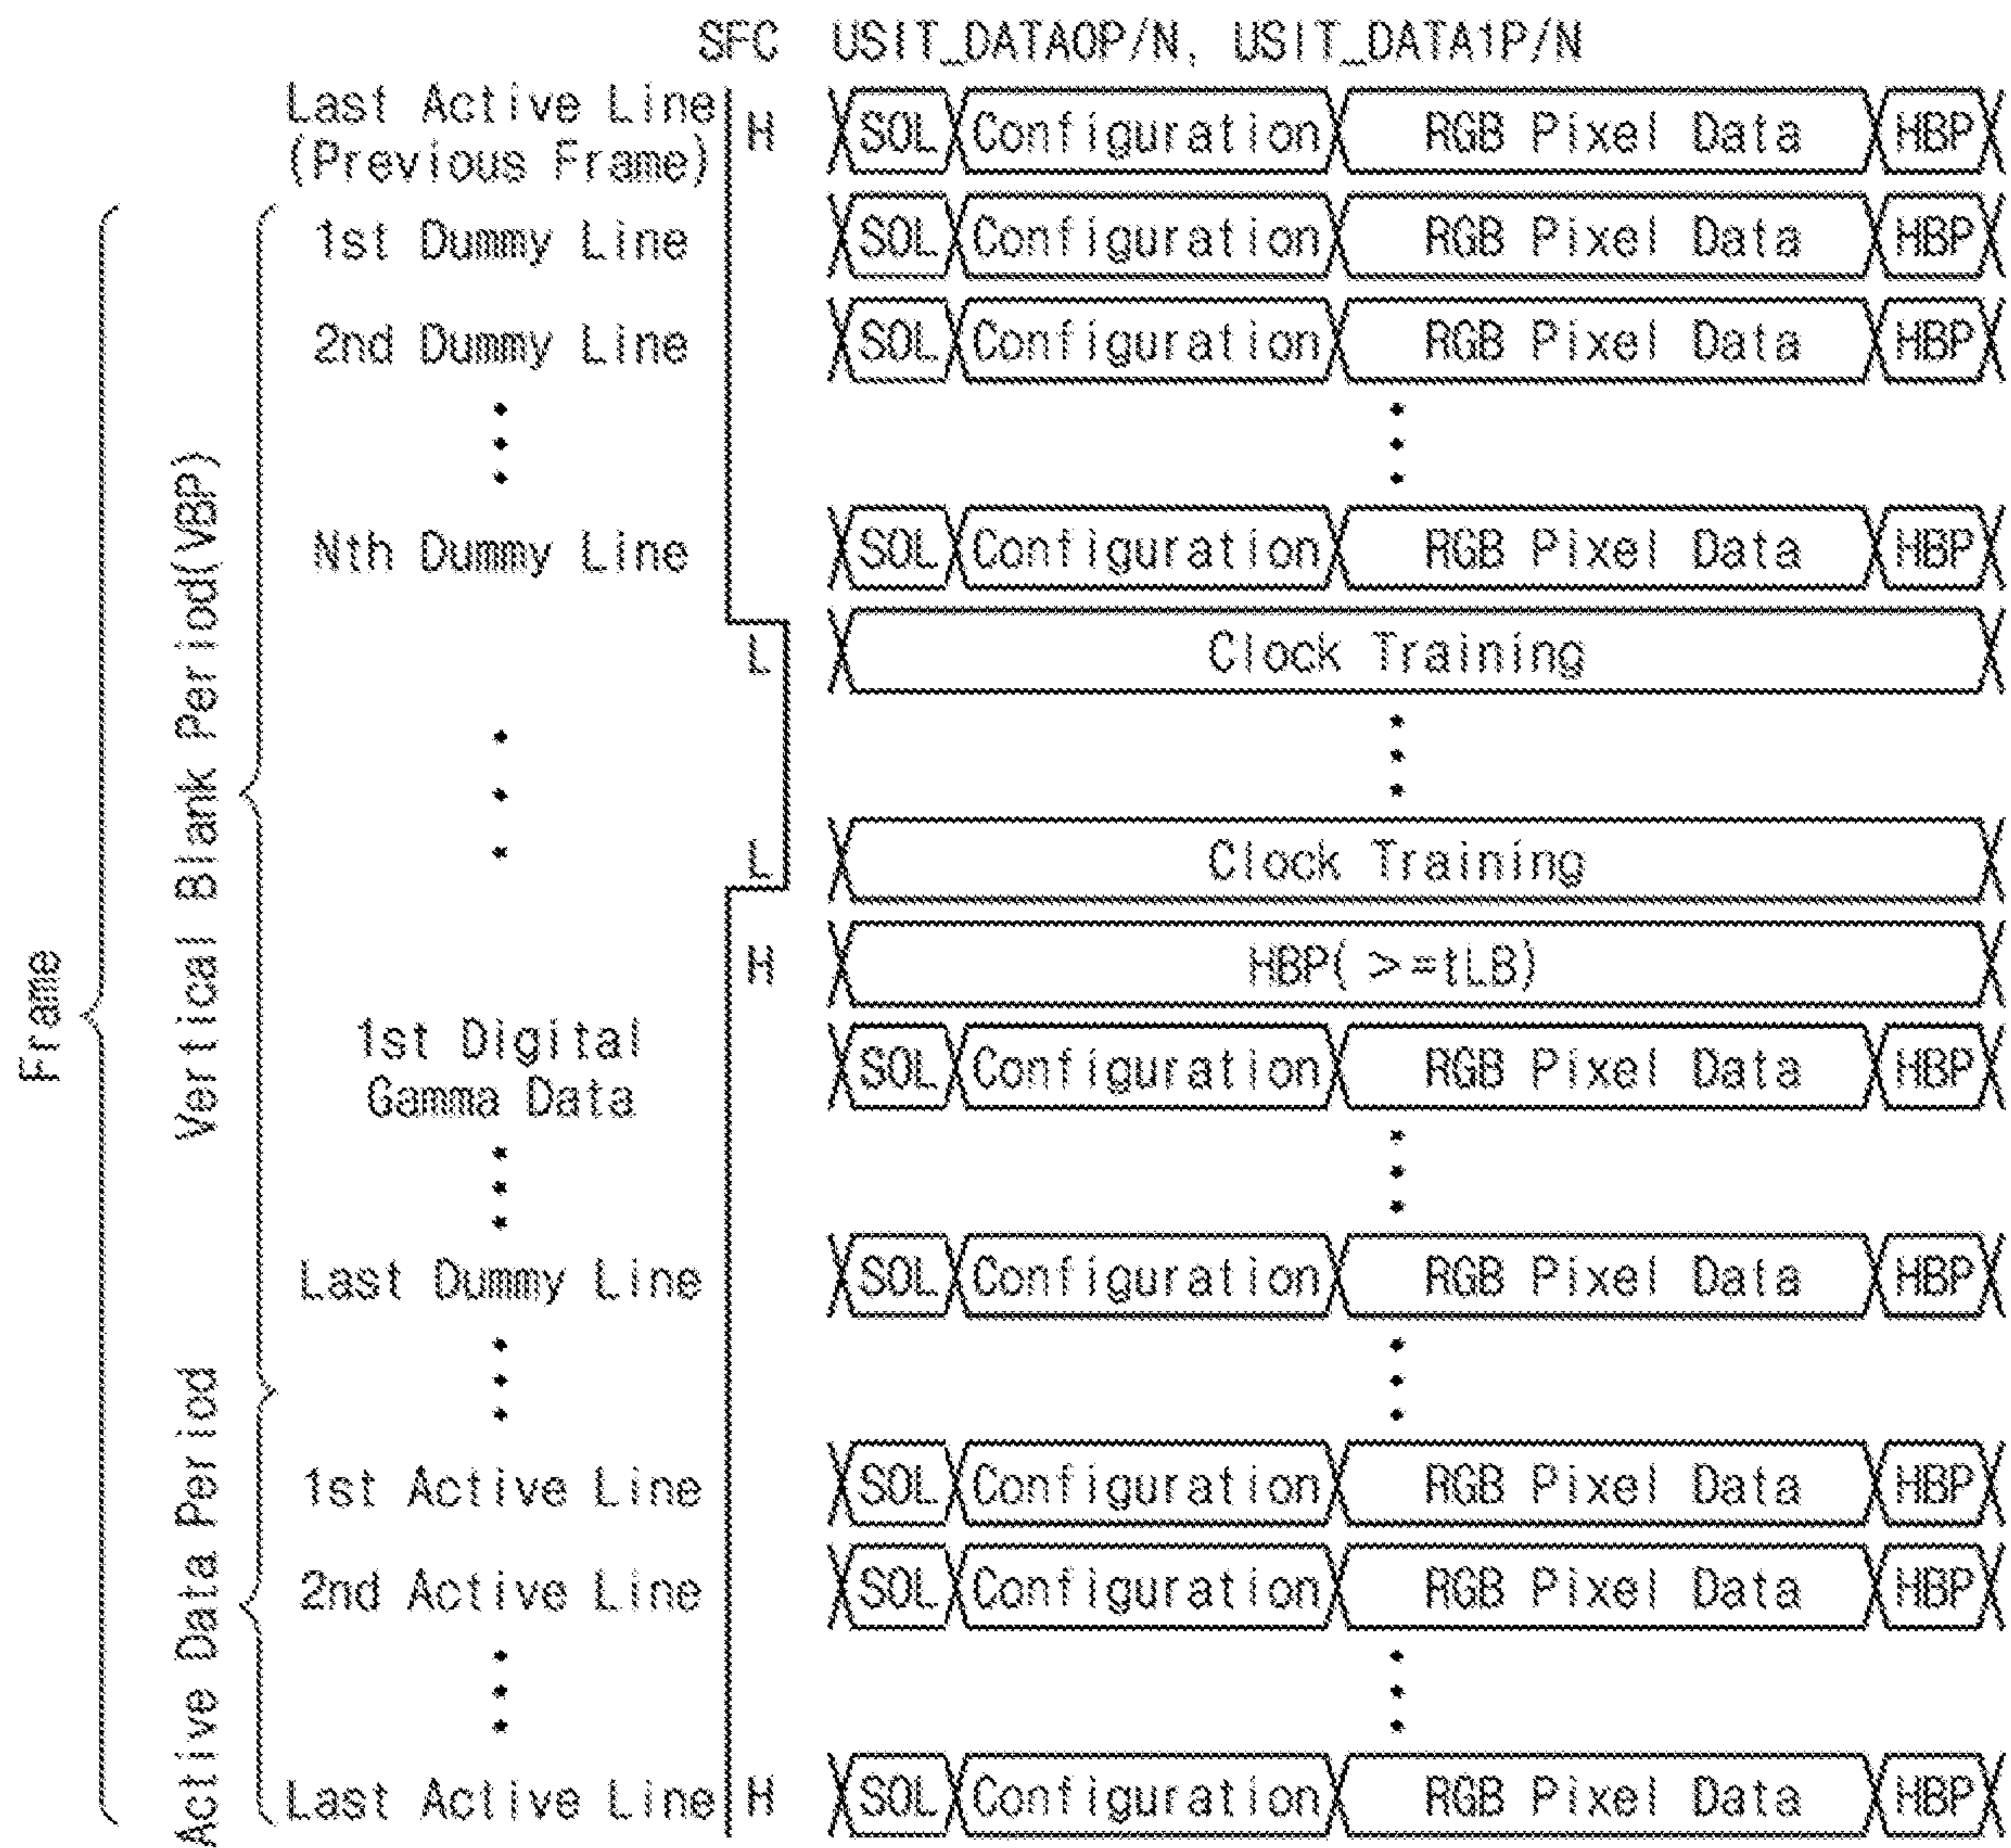 SFC USIT_DATA0P/N, USIT_DATA1P/N
Last Active Line
(Previous Frame)
H SOL Configuration RGB Pixel Data HBP
1st Dummy Line SOL Configuration RGB Pixel Data HBP
2nd Dummy Line SOL Configuration RGB Pixel Data HBP
Nth Dummy Line SOL Configuration RGB Pixel Data HBP
L Clock Training
L Clock Training
H HBP( >=tLB)
1st Digital
Gamma Data
SOL Configuration RGB Pixel Data HBP
Last Dummy Line SOL Configuration RGB Pixel Data HBP
1st Active Line SOL Configuration RGB Pixel Data HBP
2nd Active Line SOL Configuration RGB Pixel Data HBP
Last Active Line H SOL Configuration RGB Pixel Data HBP
Frame
Vertical Blank Period(VBP)
Active Data Period